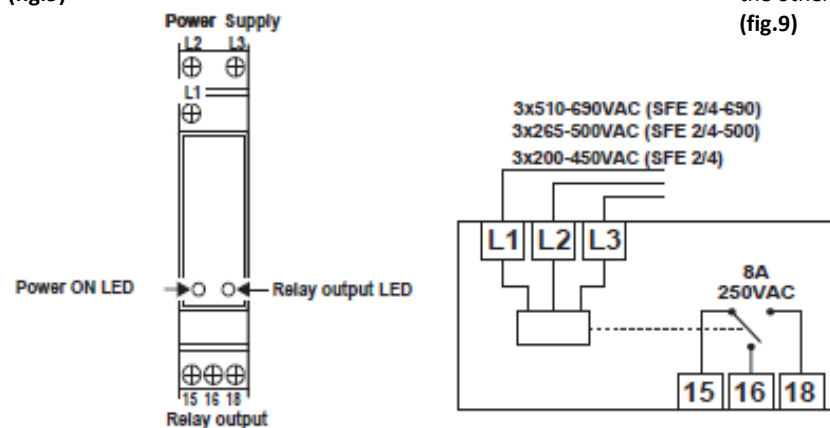 Power Supply
L2 L3
L1
Power ON LED
Relay output LED
15 16 18
Relay output
the other
(fig.9)
3x510-690VAC (SFE 2/4-690)
3x265-500VAC (SFE 2/4-500)
3x200-450VAC (SFE 2/4)
L1 L2 L3
8A
250VAC
15 16 18